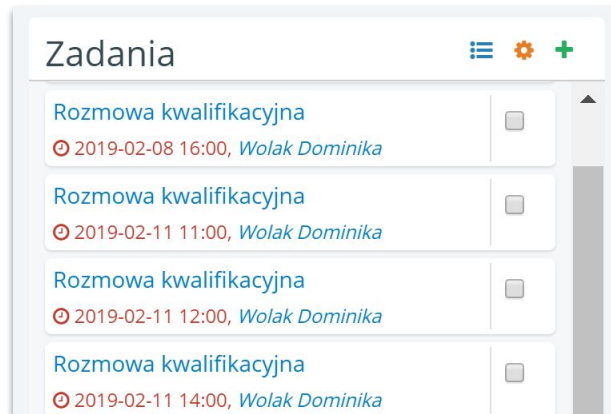 Zadania
Rozmowa kwalifikacyjna
2019-02-08 16:00, Wolak Dominika
Rozmowa kwalifikacyjna
2019-02-11 11:00, Wolak Dominika
Rozmowa kwalifikacyjna
2019-02-11 12:00, Wolak Dominika
Rozmowa kwalifikacyjna
2019-02-11 14:00, Wolak Dominika